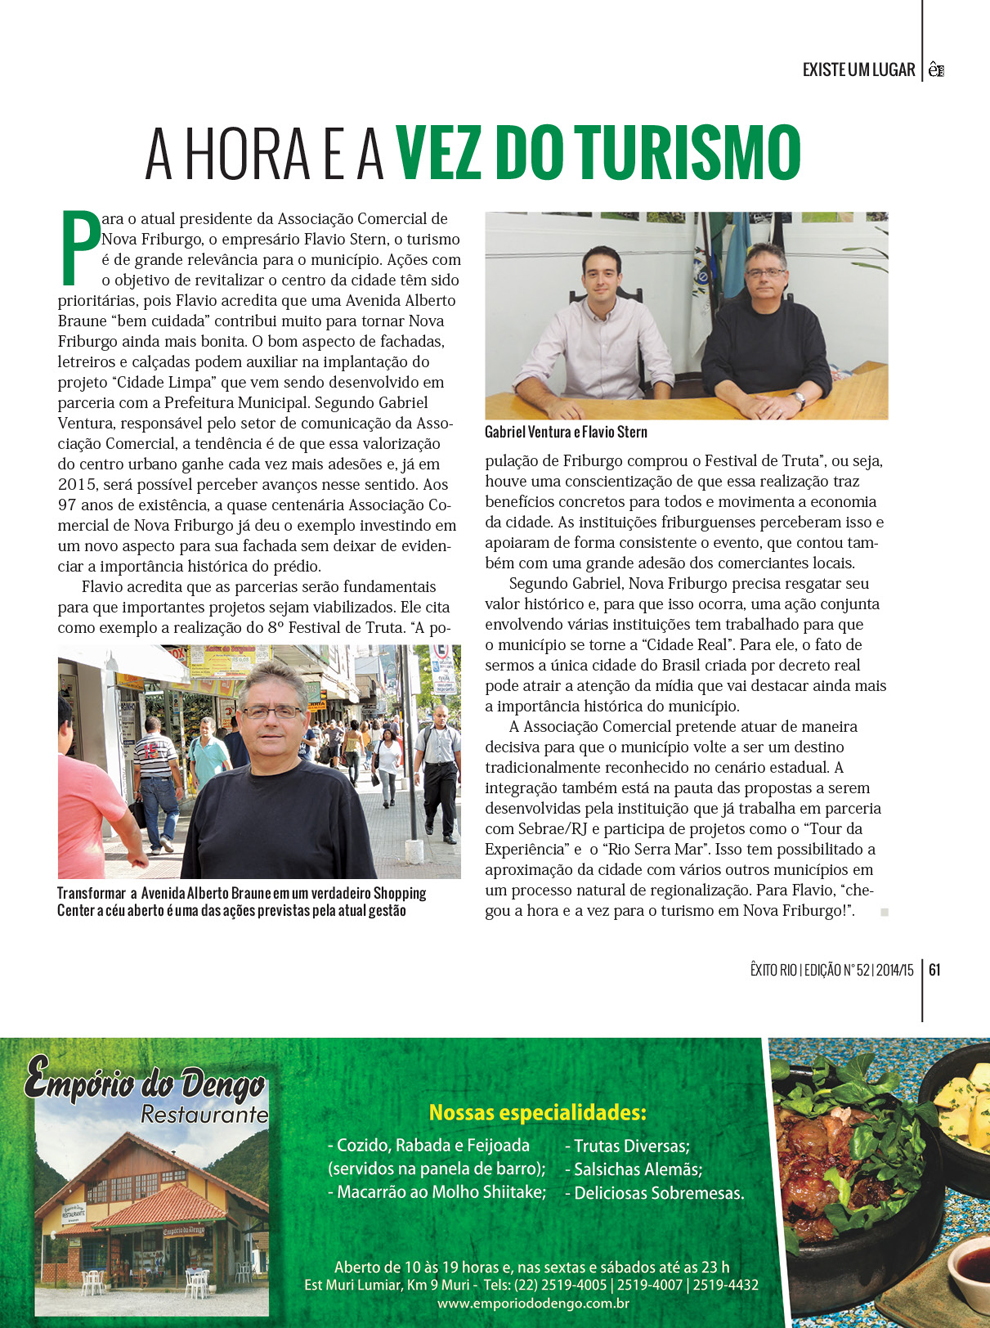 EXISTE UM LUGAR
A HORA E A VEZ DO TURISMO
Para o atual presidente da Associação Comercial de
Nova Friburgo, o empresário Flavio Stern, o turismo
é de grande relevância para o município. Ações com
o objetivo de revitalizar o centro da cidade têm sido
prioritárias, pois Flavio acredita que uma Avenida Alberto
Braune “bem cuidada” contribui muito para tornar Nova
Friburgo ainda mais bonita. O bom aspecto de fachadas,
letreiros e calçadas podem auxiliar na implantação do
projeto “Cidade Limpa” que vem sendo desenvolvido em
parceria com a Prefeitura Municipal. Segundo Gabriel
Ventura, responsável pelo setor de comunicação da Asso-
ciação Comercial, a tendência é de que essa valorização
do centro urbano ganhe cada vez mais adesões e, já em
2015, será possível perceber avanços nesse sentido. Aos
97 anos de existência, a quase centenária Associação Co-
mercial de Nova Friburgo já deu o exemplo investindo em
um novo aspecto para sua fachada sem deixar de eviden-
ciar a importância histórica do prédio.
Flavio acredita que as parcerias serão fundamentais
para que importantes projetos sejam viabilizados. Ele cita
como exemplo a realização do 8º Festival de Truta. “A po-
Transformar a Avenida Alberto Braune em um verdadeiro Shopping
Center a céu aberto é uma das ações previstas pela atual gestão
Gabriel Ventura e Flavio Stern
pulação de Friburgo comprou o Festival de Truta”, ou seja,
houve uma conscientização de que essa realização traz
benefícios concretos para todos e movimenta a economia
da cidade. As instituições friburguenses perceberam isso e
apoiaram de forma consistente o evento, que contou tam-
bém com uma grande adesão dos comerciantes locais.
Segundo Gabriel, Nova Friburgo precisa resgatar seu
valor histórico e, para que isso ocorra, uma ação conjunta
envolvendo várias instituições tem trabalhado para que
o município se torne a “Cidade Real”. Para ele, o fato de
sermos a única cidade do Brasil criada por decreto real
pode atrair a atenção da mídia que vai destacar ainda mais
a importância histórica do município.
A Associação Comercial pretende atuar de maneira
decisiva para que o município volte a ser um destino
tradicionalmente reconhecido no cenário estadual. A
integração também está na pauta das propostas a serem
desenvolvidas pela instituição que já trabalha em parceria
com Sebrae/RJ e participa de projetos como o “Tour da
Experiência” e o “Rio Serra Mar”. Isso tem possibilitado a
aproximação da cidade com vários outros municípios em
um processo natural de regionalização. Para Flavio, “che-
gou a hora e a vez para o turismo em Nova Friburgo!”.
ÊXITO RIO | EDIÇÃO Nº 52 | 2014/15 61
Empório do Dengo
Restaurante
RESTAURANTE
Empório do Dengo
Nossas especialidades:
- Cozido, Rabada e Feijoada
(servidos na panela de barro);
- Macarrão ao Molho Shiitake;
- Trutas Diversas;
- Salsichas Alemãs;
- Deliciosas Sobremesas.
Aberto de 10 às 19 horas e, nas sextas e sábados até as 23 h
Est Muri Lumiar, Km 9 Muri - Tels: (22) 2519-4005 | 2519-4007 | 2519-4432
www.emporiododengo.com.br